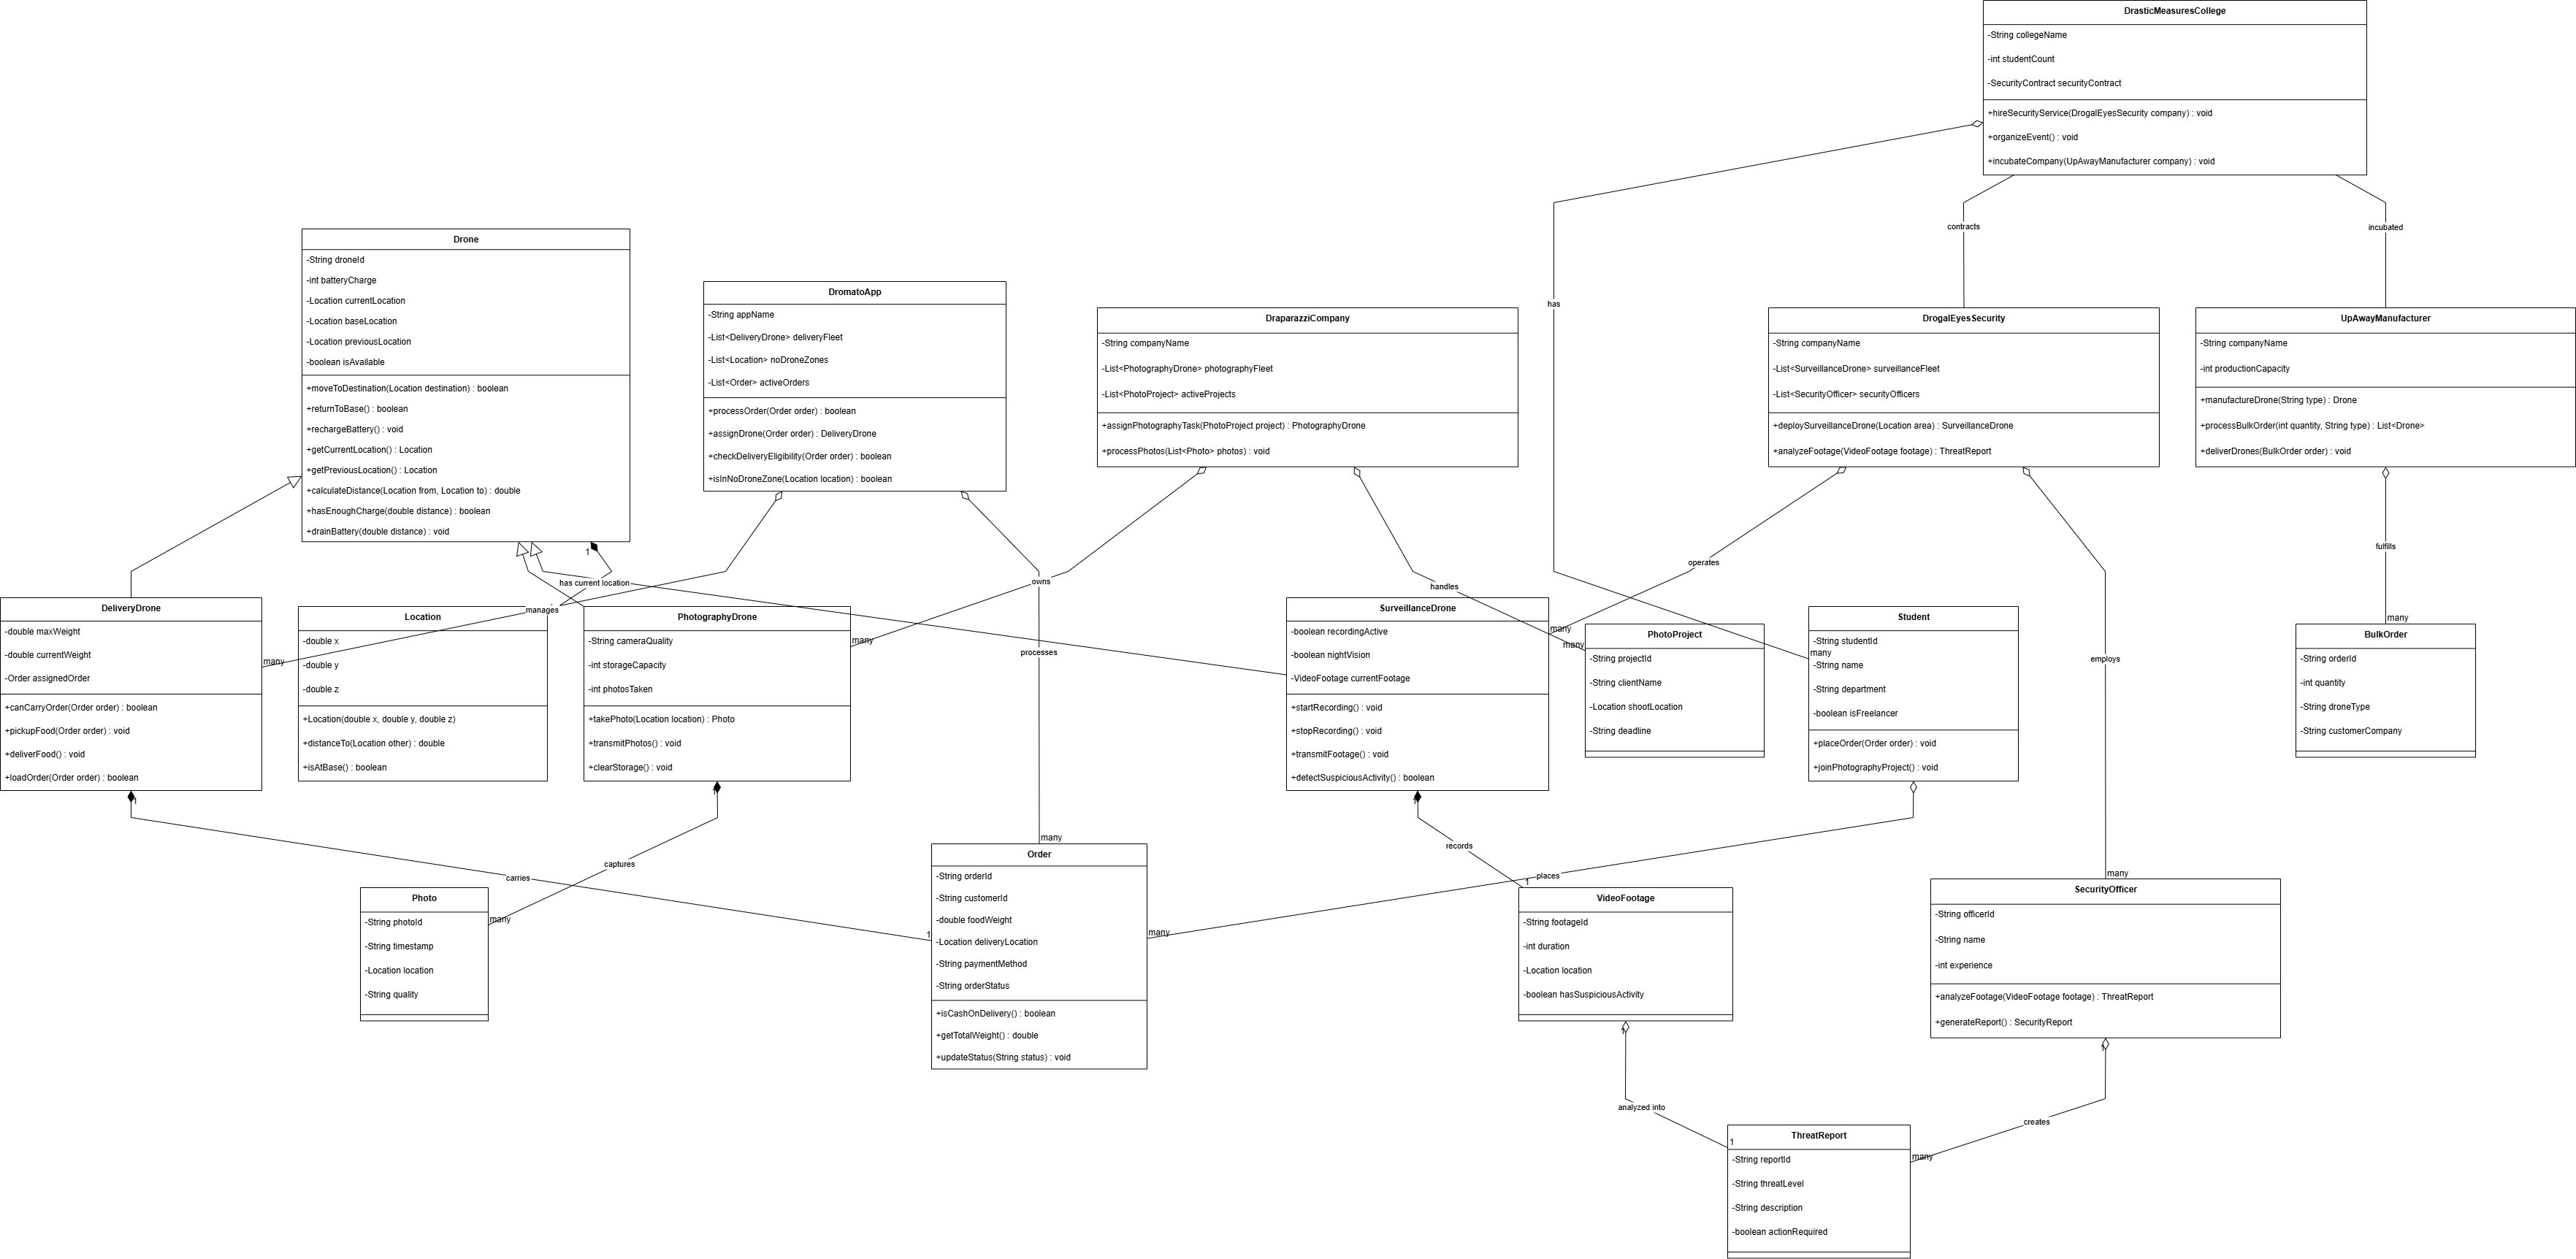 DrasticMeasuresCollege
-String collegeName
-int studentCount
-SecurityContract securityContract
+hireSecurityService(DrogalEyesSecurity company) : void
+organizeEvent() : void
+incubateCompany(UpAwayManufacturer company) : void
has
contracts
incubated
Drone
-String droneId
-int batteryCharge
-Location currentLocation
-Location baseLocation
-Location previousLocation
-boolean isAvailable
+moveToDestination(Location destination) : boolean
+returnToBase() : boolean
+rechargeBattery() : void
+getCurrentLocation() : Location
+getPreviousLocation() : Location
+calculateDistance(Location from, Location to) : double
+hasEnoughCharge(double distance) : boolean
+drainBattery(double distance) : void
DromatoApp
-String appName
-List<DeliveryDrone> deliveryFleet
-List<Location> noDroneZones
-List<Order> activeOrders
+processOrder(Order order) : boolean
+assignDrone(Order order) : DeliveryDrone
+checkDeliveryEligibility(Order order) : boolean
+isInNoDroneZone(Location location) : boolean
DraparazziCompany
-String companyName
-List<PhotographyDrone> photographyFleet
-List<PhotoProject> activeProjects
+assignPhotographyTask(PhotoProject project) : PhotographyDrone
+processPhotos(List<Photo> photos) : void
DrogalEyesSecurity
-String companyName
-List<SurveillanceDrone> surveillanceFleet
-List<SecurityOfficer> securityOfficers
+deploySurveillanceDrone(Location area) : SurveillanceDrone
+analyzeFootage(VideoFootage footage) : ThreatReport
UpAwayManufacturer
-String companyName
-int productionCapacity
+manufactureDrone(String type) : Drone
+processBulkOrder(int quantity, String type) : List<Drone>
+deliverDrones(BulkOrder order) : void
1
has current location
manages
owns
processes
handles
operates
employs
fulfills
DeliveryDrone
-double maxWeight
-double currentWeight
-Order assignedOrder
+canCarryOrder(Order order) : boolean
+pickupFood(Order order) : void
+deliverFood() : void
+loadOrder(Order order) : boolean
many
1
Location
-double x
-double y
-double z
+Location(double x, double y, double z)
+distanceTo(Location other) : double
+isAtBase() : boolean
PhotographyDrone
-String cameraQuality
-int storageCapacity
-int photosTaken
+takePhoto(Location location) : Photo
+transmitPhotos() : void
+clearStorage() : void
many
1
SurveillanceDrone
-boolean recordingActive
-boolean nightVision
-VideoFootage currentFootage
+startRecording() : void
+stopRecording() : void
+transmitFootage() : void
+detectSuspiciousActivity() : boolean
many
1
many
PhotoProject
-String projectId
-String clientName
-Location shootLocation
-String deadline
Student
-String studentId
many
-String name
-String department
-boolean isFreelancer
+placeOrder(Order order) : void
+joinPhotographyProject() : void
many
BulkOrder
-String orderId
-int quantity
-String droneType
-String customerCompany
carries
captures
records
places
Photo
-String photoId
-String timestamp
-Location location
-String quality
many
many
1
Order
-String orderId
-String customerId
-double foodWeight
-Location deliveryLocation
-String paymentMethod
-String orderStatus
+isCashOnDelivery() : boolean
+getTotalWeight() : double
+updateStatus(String status) : void
many
1
VideoFootage
-String footageId
-int duration
-Location location
-boolean hasSuspiciousActivity
1
many
SecurityOfficer
-String officerId
-String name
-int experience
+analyzeFootage(VideoFootage footage) : ThreatReport
+generateReport() : SecurityReport
1
analyzed into
creates
1
many
ThreatReport
-String reportId
-String threatLevel
-String description
-boolean actionRequired